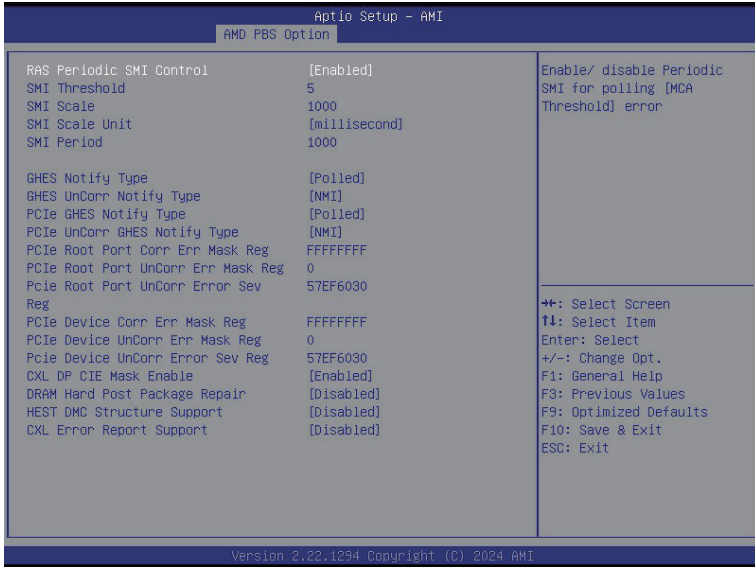 Aptio Setup - AMI
AMD PBS Option
RAS Periodic SMI Control [Enabled]
SMI Threshold 5
SMI Scale 1000
SMI Scale Unit [millisecond]
SMI Period 1000
GHES Notify Type [Polled]
GHES UnCorr Notify Type [NMI]
PCIe GHES Notify Type [Polled]
PCIe UnCorr GHES Notify Type [NMI]
PCIe Root Port Corr Err Mask Reg FFFFFFFF
PCIe Root Port UnCorr Err Mask Reg 0
Pcie Root Port UnCorr Error Sev 57EF6030
Reg
PCIe Device Corr Err Mask Reg FFFFFFFF
PCIe Device UnCorr Err Mask Reg 0
Pcie Device UnCorr Error Sev Reg 57EF6030
CXL DP CIE Mask Enable [Enabled]
DRAM Hard Post Package Repair [Disabled]
HEST DMC Structure Support [Disabled]
CXL Error Report Support [Disabled]
Enable/ disable Periodic
SMI for polling [MCA
Threshold] error
→←: Select Screen
↑↓: Select Item
Enter: Select
+/-: Change Opt.
F1: General Help
F3: Previous Values
F9: Optimized Defaults
F10: Save & Exit
ESC: Exit
Version 2.22.1294 Copyright (C) 2024 AMI